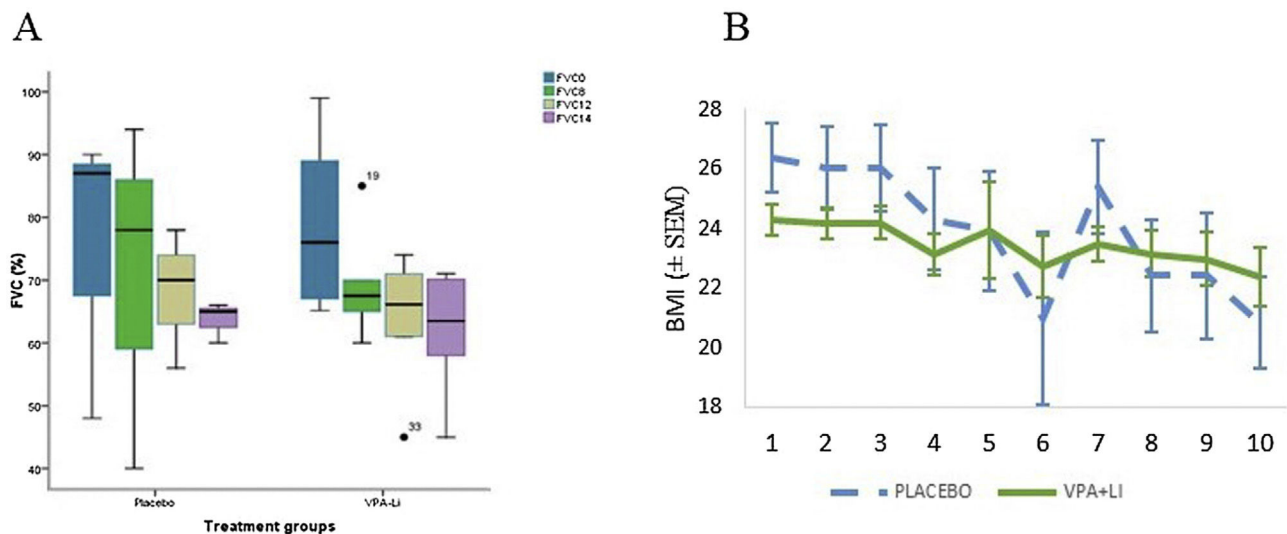 A
FVC0
FVC8
FVC12
FVC14
100
90
80
70
60
50
40
FVC (%)
19
33
Placebo
VPA-Li
Treatment groups
B
28
26
24
22
20
18
BMI (± SEM)
1 2 3 4 5 6 7 8 9 10
PLACEBO VPA+LI